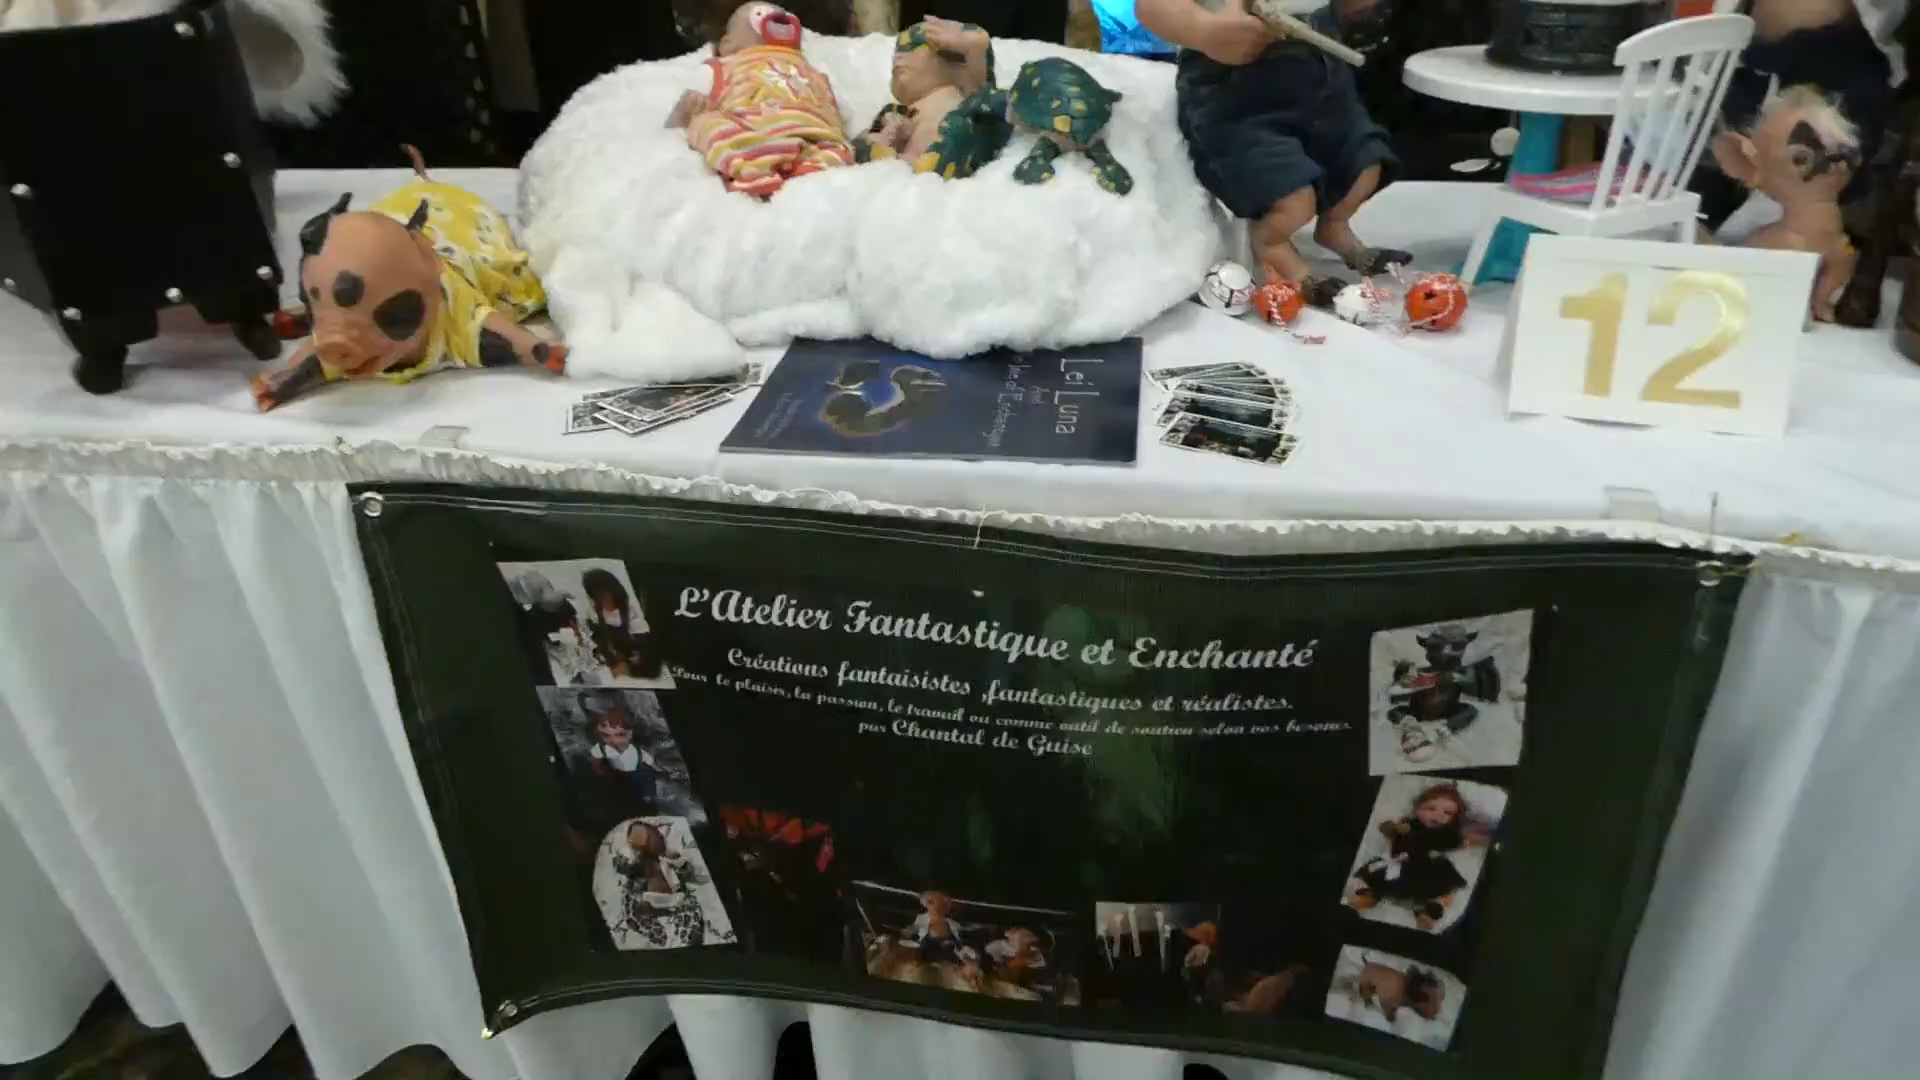 12
Lei Luna
And
L'Atelier Fantastique et Enchanté
Créations fantaisistes ,fantastiques et réalistes.
Pour le plaisir, la passion, le travail ou comme outil de soutien selon vos besoins.
par Chantal de Guise